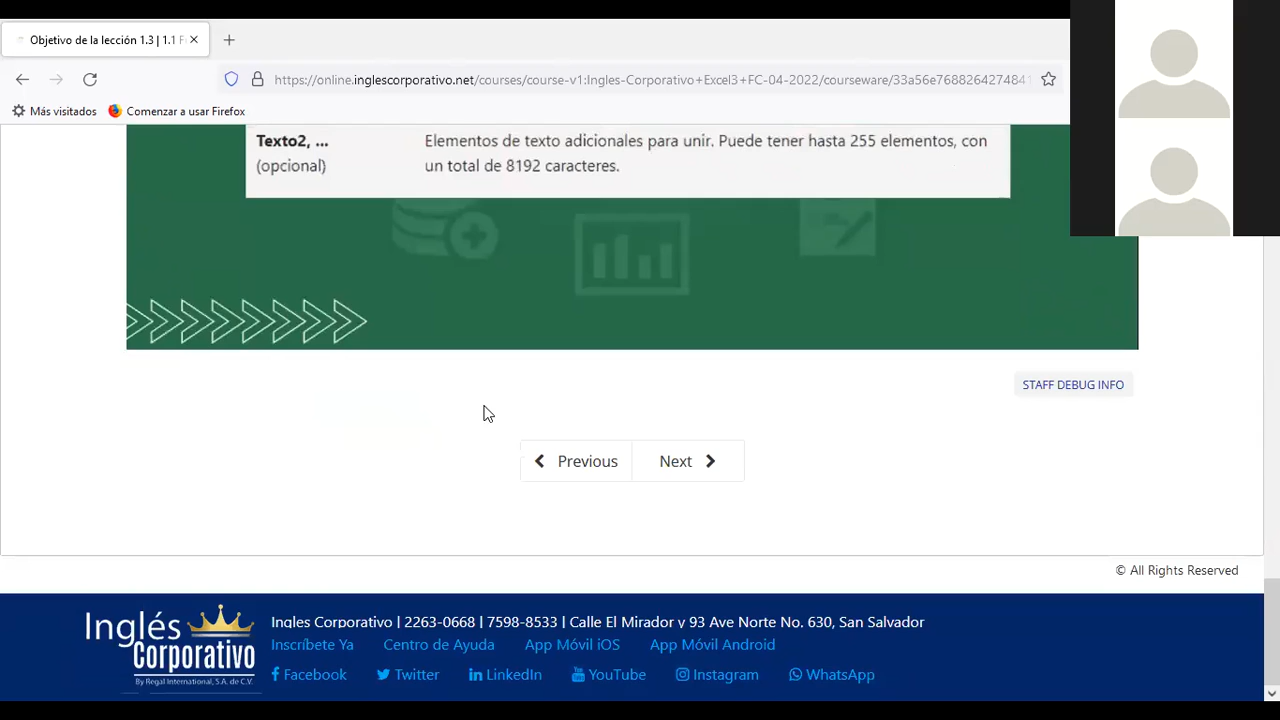 Objetivo de la lección 1.3 | 1.1 F
https://online.inglescorporativo.net/courses/course-v1:Ingles-Corporativo+Excel3+FC-04-2022/courseware/33a56e7688264274841
Más visitados Comenzar a usar Firefox
Texto2, ... Elementos de texto adicionales para unir. Puede tener hasta 255 elementos, con
(opcional) un total de 8192 caracteres.
STAFF DEBUG INFO
Previous Next
© All Rights Reserved
Inglés Corporativo
By Regal International, S.A. de C.V.
Ingles Corporativo | 2263-0668 | 7598-8533 | Calle El Mirador y 93 Ave Norte No. 630, San Salvador
Inscríbete Ya Centro de Ayuda App Móvil iOS App Móvil Android
Facebook Twitter LinkedIn YouTube Instagram WhatsApp